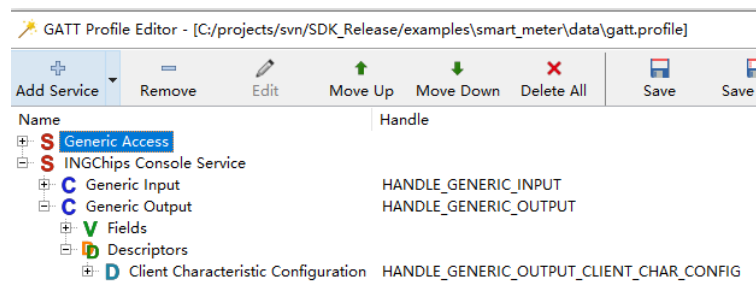 GATT Profile Editor - [C:/projects/svn/SDK_Release/examples\smart_meter\data\gatt.profile]
Add Service Remove Edit Move Up Move Down Delete All Save Save
Name Handle
S Generic Access
S INGChips Console Service
C Generic Input HANDLE_GENERIC_INPUT
C Generic Output HANDLE_GENERIC_OUTPUT
V Fields
D Descriptors
D Client Characteristic Configuration HANDLE_GENERIC_OUTPUT_CLIENT_CHAR_CONFIG